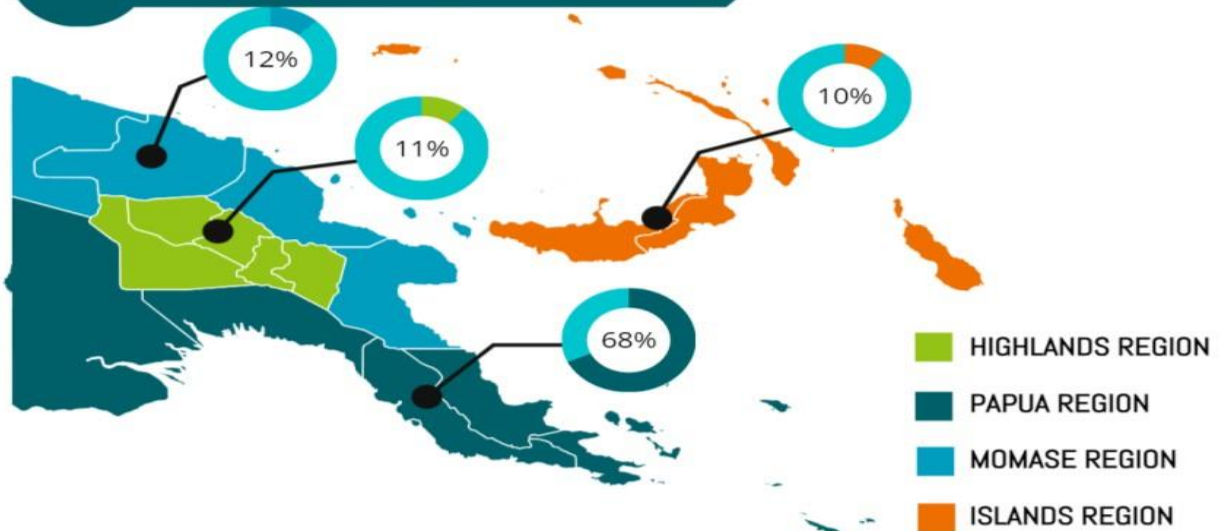 12%
10%
11%
68%
HIGHLANDS REGION
PAPUA REGION
MOMASE REGION
ISLANDS REGION